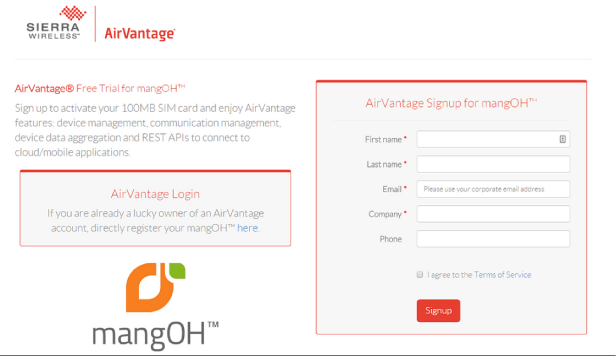 SIERRA
WIRELESS™
AirVantage
AirVantage® Free Trial for mangOH™
Sign up to activate your 100MB SIM card and enjoy AirVantage
features: device management, communication management,
device data aggregation and REST APIs to connect to
cloud/mobile applications.
AirVantage Login
If you are already a lucky owner of an AirVantage
account, directly register your mangOH™ here.
mangOH™
AirVantage Signup for mangOH™
First name *
Last name *
Email * Please use your corporate email address
Company *
Phone
I agree to the Terms of Service
Signup